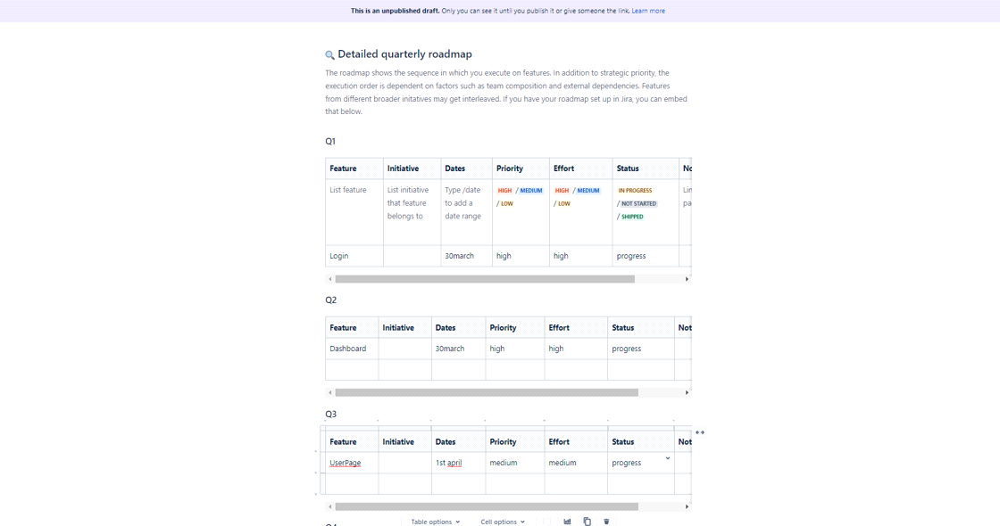 This is an unpublished draft. Only you can see it until you publish it or give someone the link. Learn more
Detailed quarterly roadmap
The roadmap shows the sequence in which you execute on features. In addition to strategic priority, the
execution order is dependent on factors such as team composition and external dependencies. Features
from different broader initatives may get interleaved. If you have your roadmap set up in Jira, you can embed
that below.
Q1
Feature Initiative Dates Priority Effort Status
List feature List initiative Type /date HIGH / MEDIUM HIGH / MEDIUM IN PROGRESS
that feature to add a / LOW / LOW / NOT STARTED
belongs to date range / SHIPPED
Login 30march high high progress
Q2
Feature Initiative Dates Priority Effort Status Not
Dashboard 30march high high progress
Q3
Feature Initiative Dates Priority Effort Status Not
UserPage 1st april medium medium progress
Table options Cell options